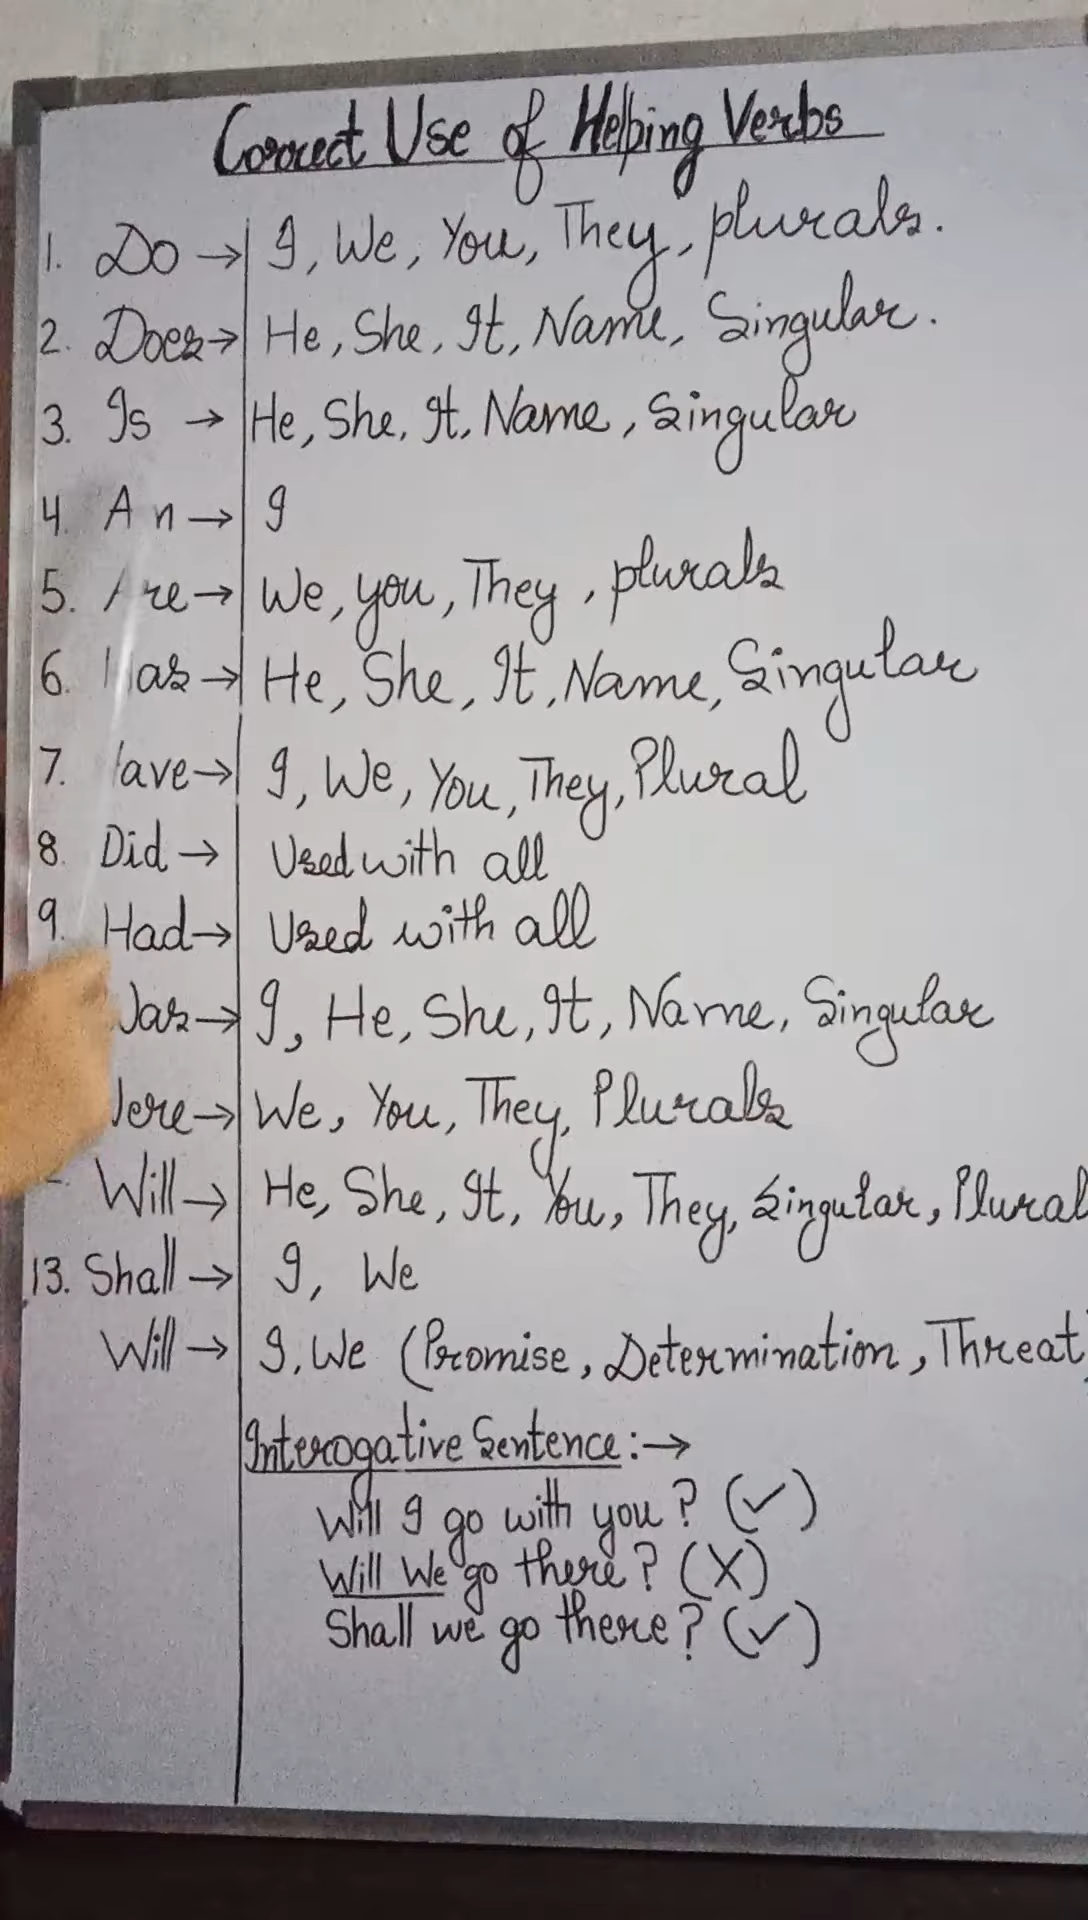 Correct Use of Helping Verbs
1. Do → I, We, You, They, plurals.
2. Does → He, She, It, Name, Singular.
3. Is → He, She, It, Name, Singular
4. Am → I
5. Are → We, you, They, plurals
6. Has → He, She, It, Name, Singular
7. Have → I, We, You, They, Plural
8. Did → Used with all
9. Had → Used with all
Was → I, He, She, It, Name, Singular
Were → We, You, They, Plurals
Will → He, She, It, You, They, Singular, Plural
13. Shall → I, We
Will → I, We (Promise, Determination, Threat)
Interogative Sentence :→
Will I go with you? (✓)
Will We go there? (X)
Shall we go there? (✓)